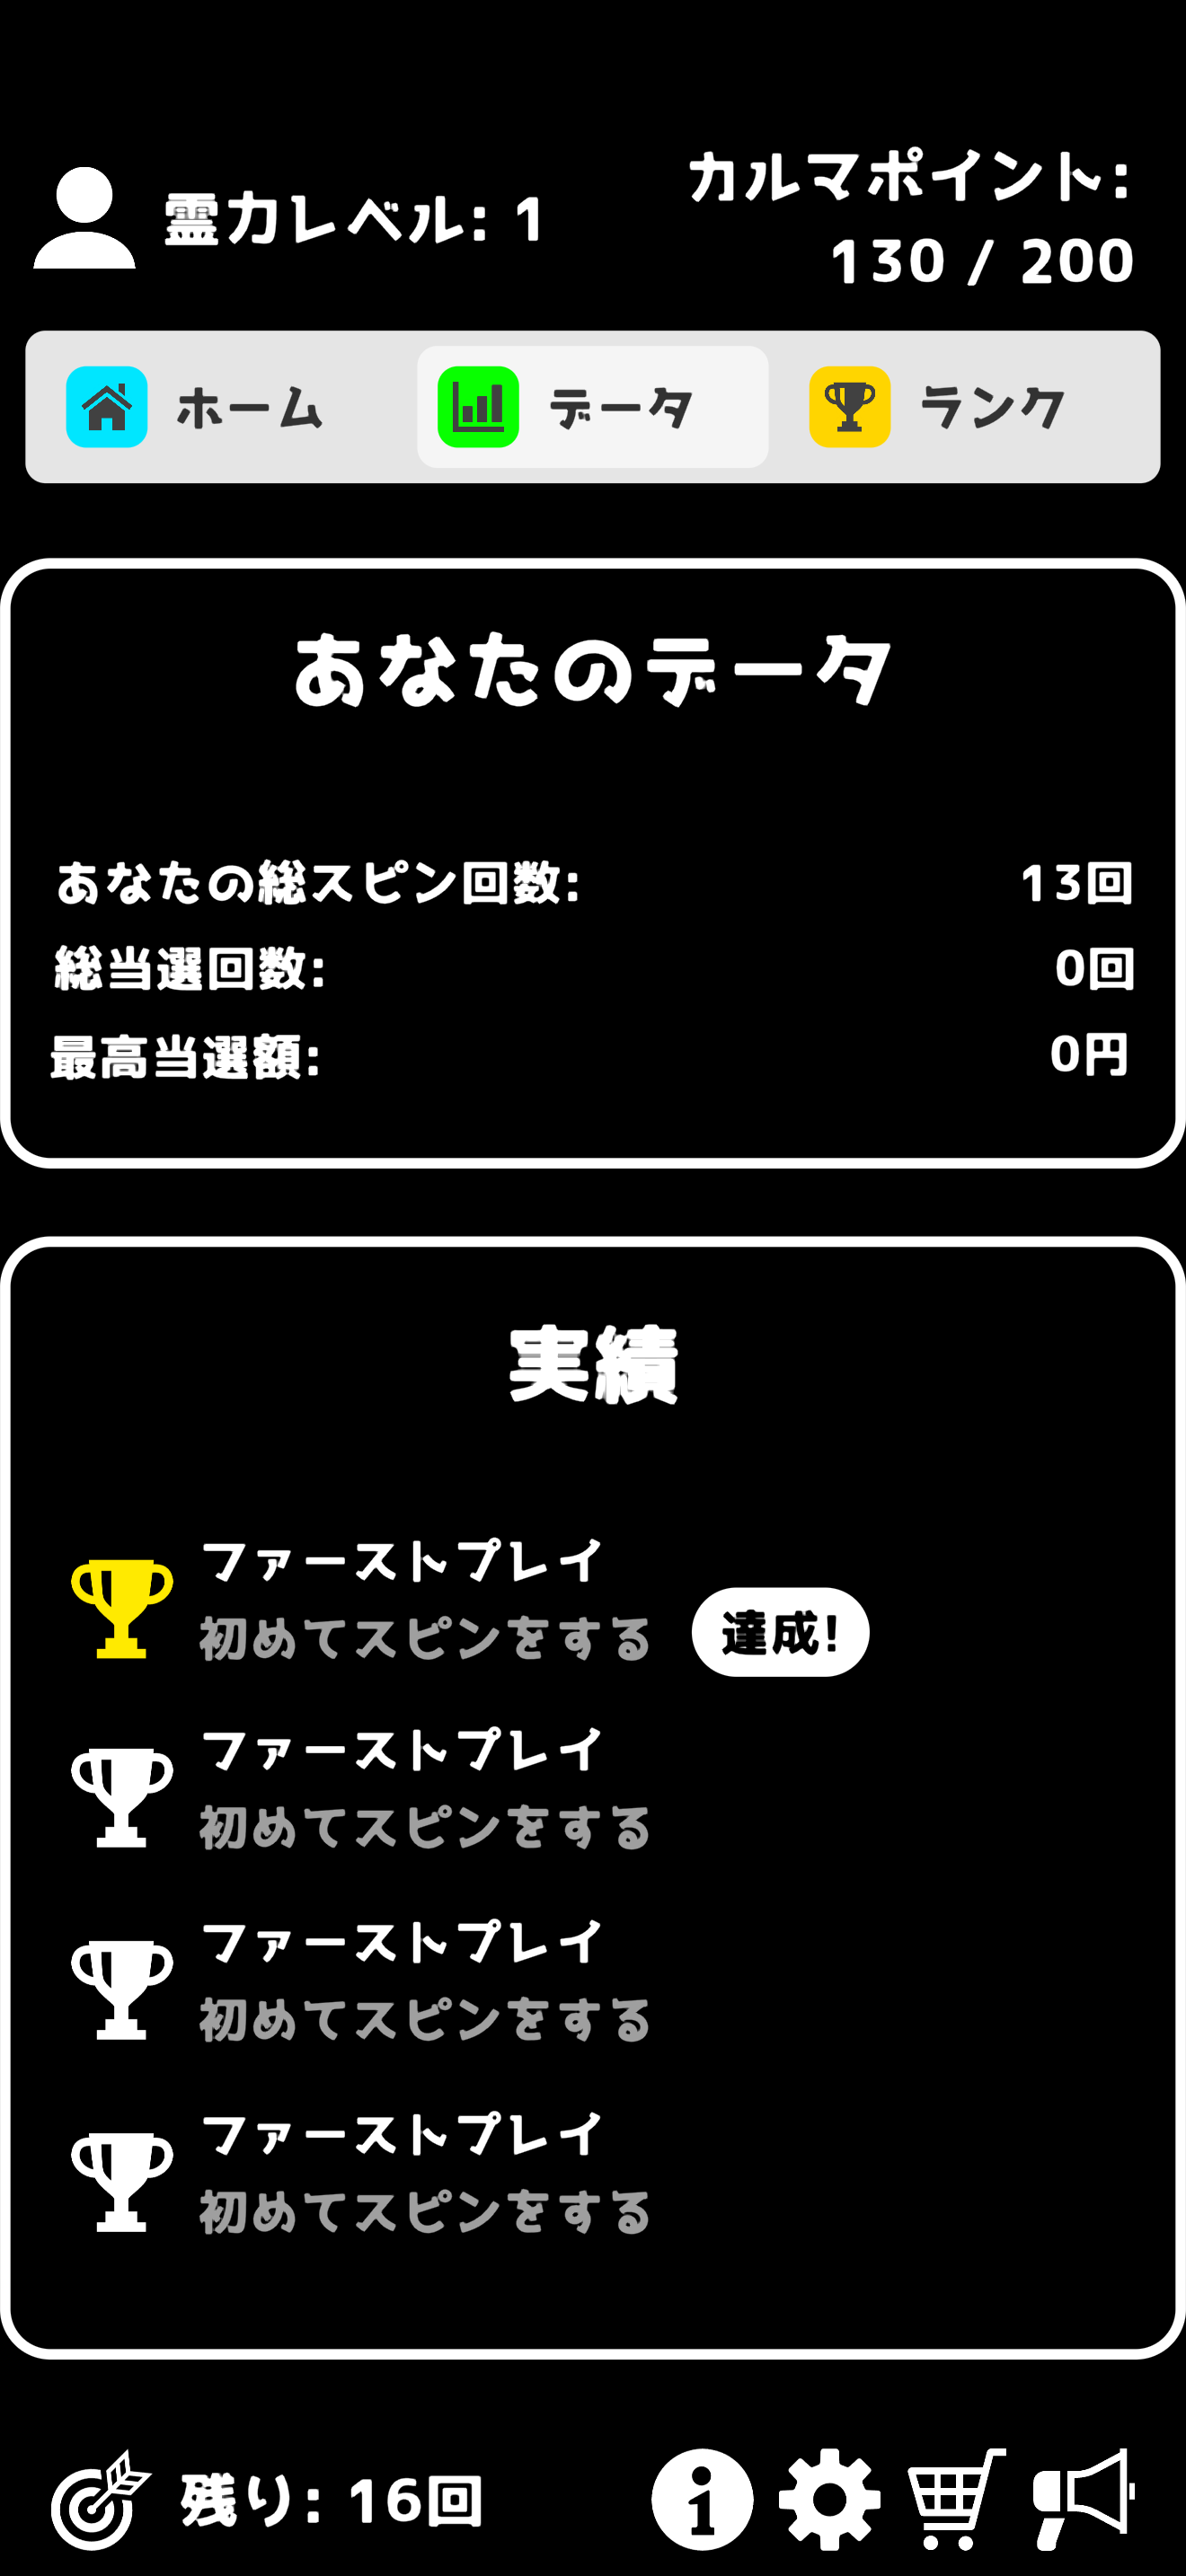 霊力レベル: 1
カルマポイント:
130 / 200
ホーム
データ
ランク
あなたのデータ
あなたの総スピン回数: 13回
総当選回数: 0回
最高当選額: 0円
実績
ファーストプレイ
初めてスピンをする 達成!
ファーストプレイ
初めてスピンをする
ファーストプレイ
初めてスピンをする
ファーストプレイ
初めてスピンをする
残り: 16回